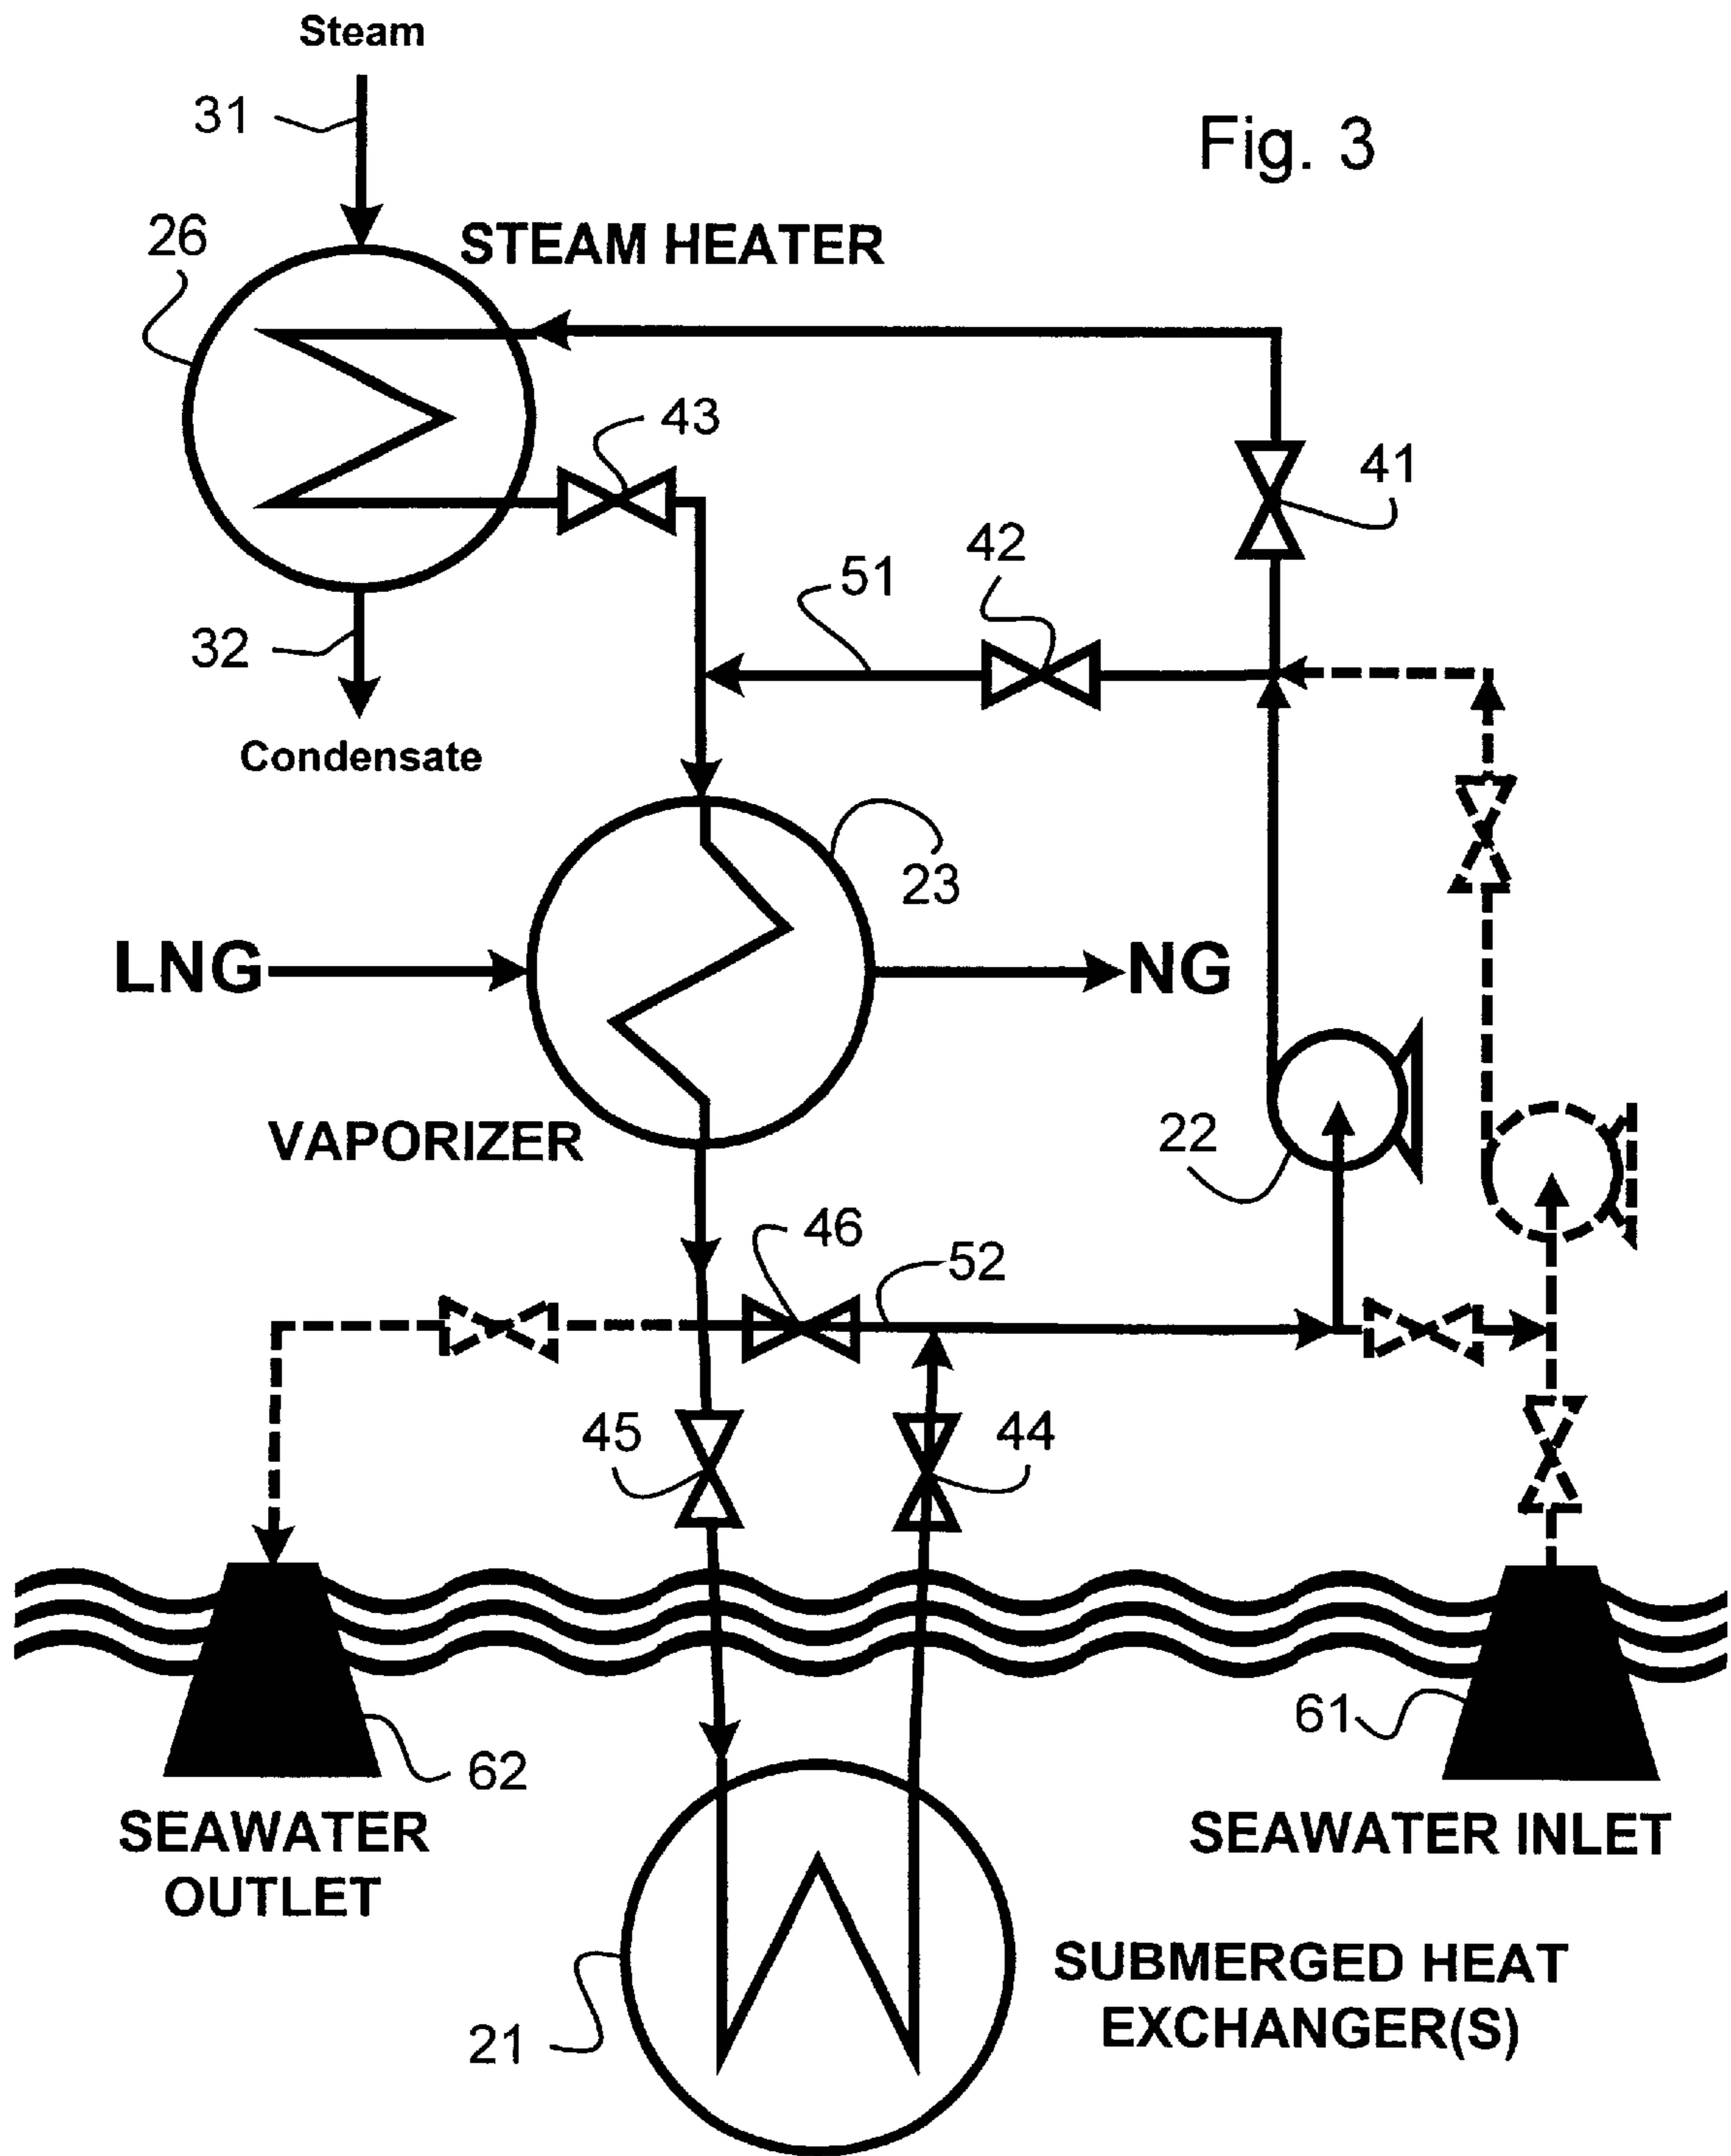 Steam
31
Fig. 3
26
STEAM HEATER
43
41
42
51
32
Condensate
23
LNG
NG
VAPORIZER
22
46
52
45
44
61
62
SEAWATER
OUTLET
SEAWATER INLET
SUBMERGED HEAT
EXCHANGER(S)
21